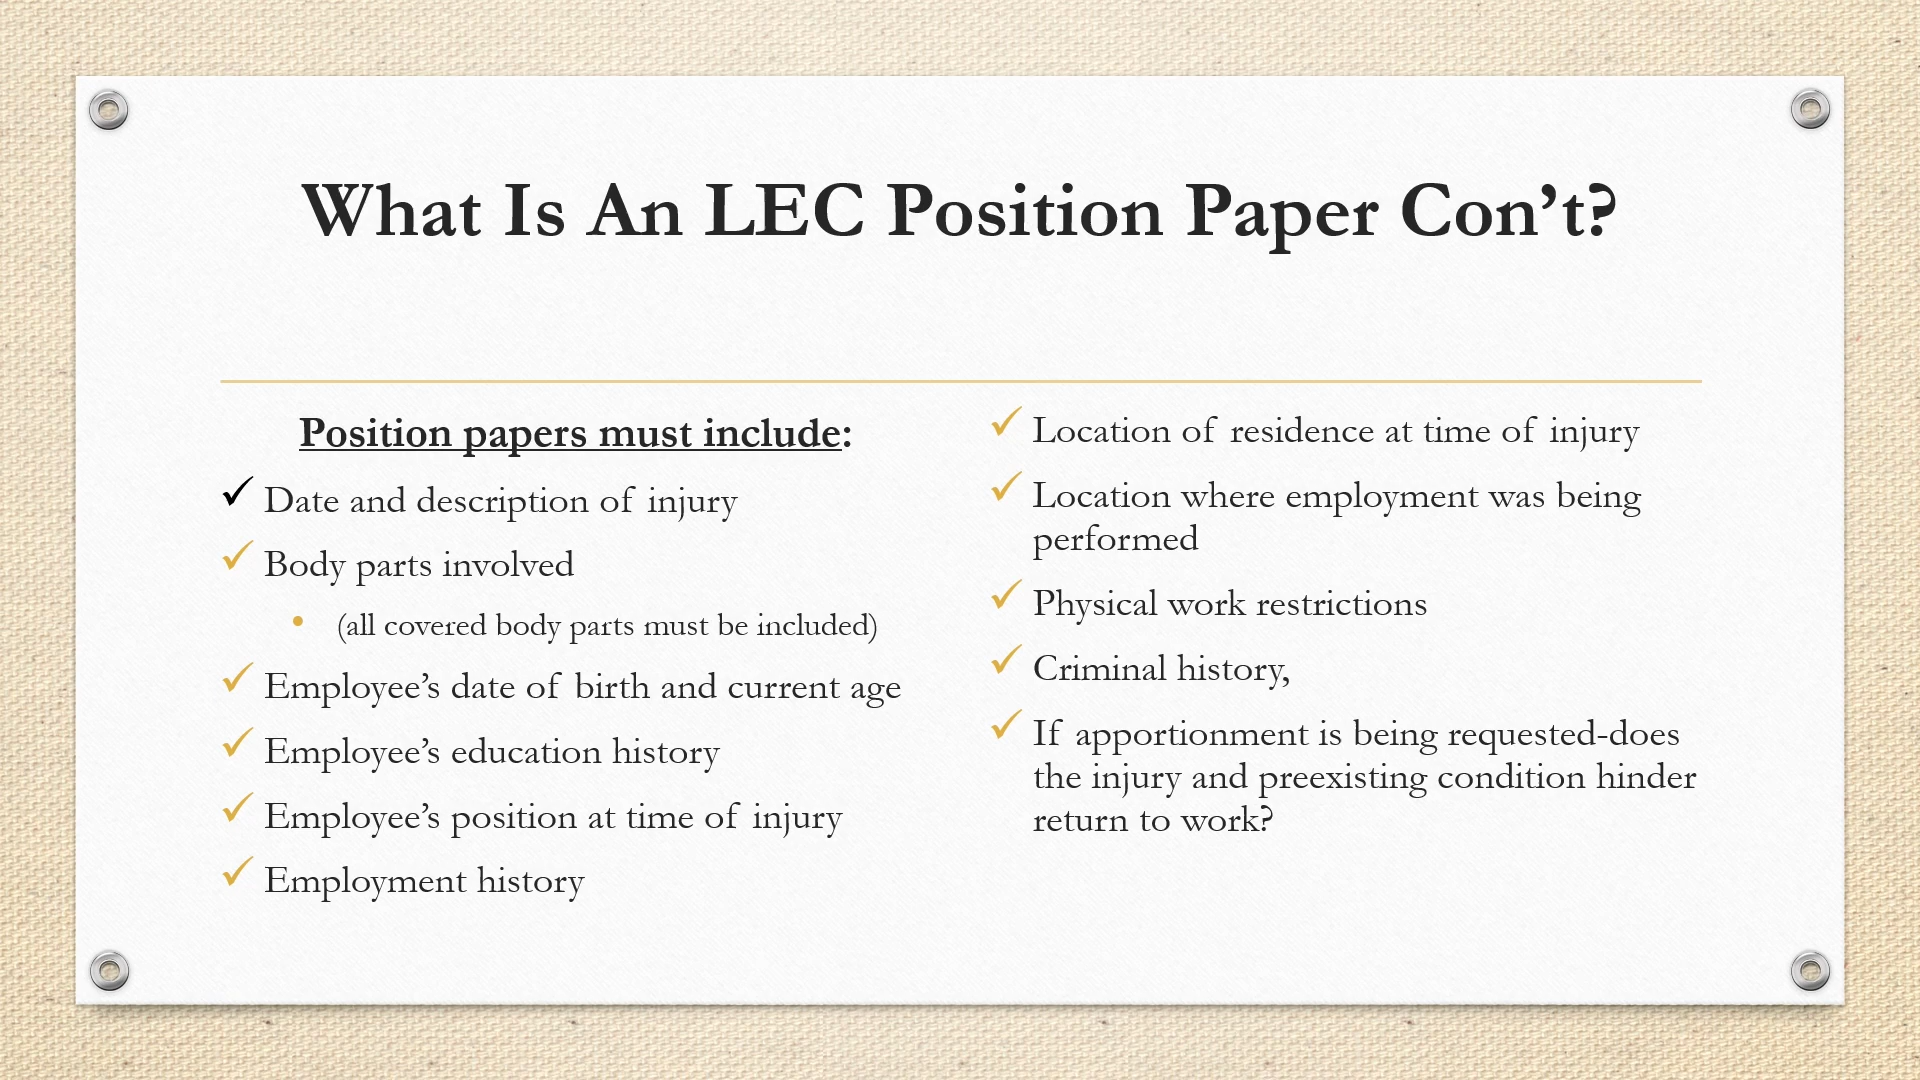 What Is An LEC Position Paper Con’t?
Position papers must include:
✓ Date and description of injury
✓ Body parts involved
• (all covered body parts must be included)
✓ Employee’s date of birth and current age
✓ Employee’s education history
✓ Employee’s position at time of injury
✓ Employment history
✓ Location of residence at time of injury
✓ Location where employment was being
performed
✓ Physical work restrictions
✓ Criminal history,
✓ If apportionment is being requested-does
the injury and preexisting condition hinder
return to work?